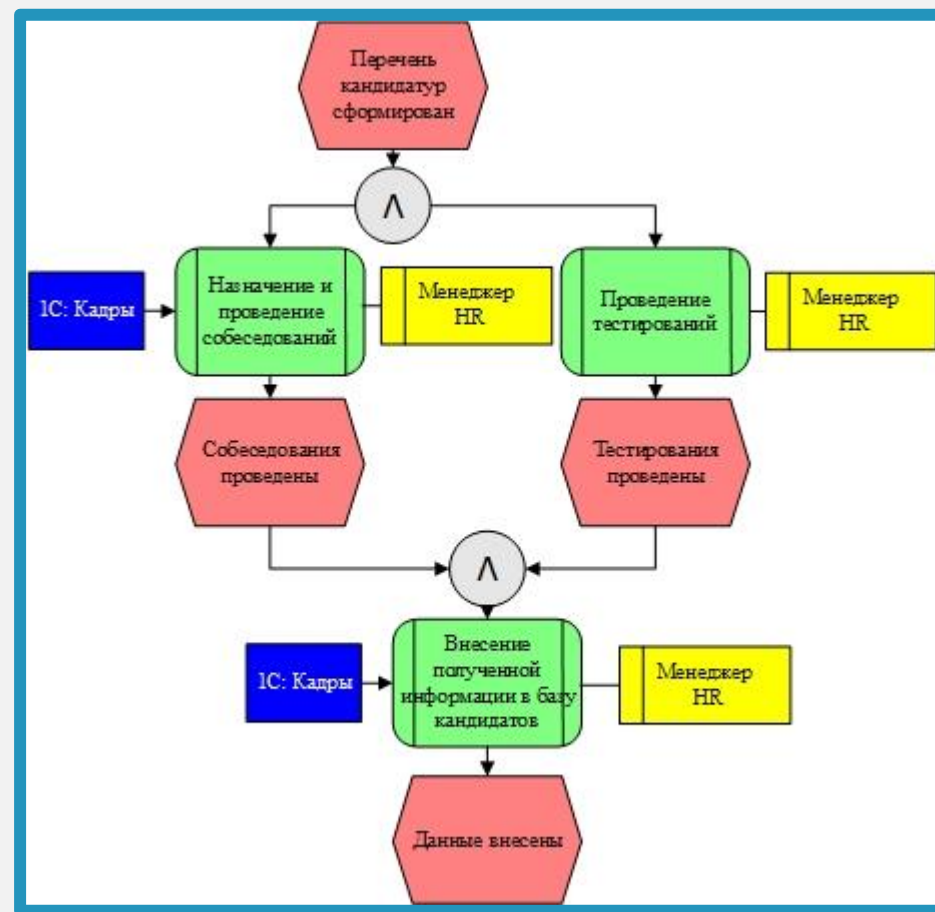 Перечень
кандидатур
сформирован
Λ
1С: Кадры
Назначение и
проведение
собеседований
Менеджер
HR
Проведение
тестирований
Менеджер
HR
Собеседования
проведены
Тестирования
проведены
Λ
1С: Кадры
Внесение
полученной
информации в базу
кандидатов
Менеджер
HR
Данные внесены